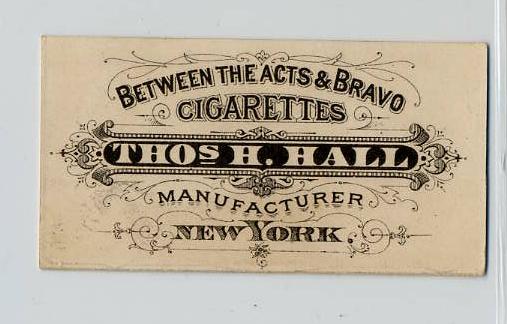 BETWEEN THE ACTS & BRAVO
CIGARETTES
THOS H. HALL
MANUFACTURER
NEW YORK.